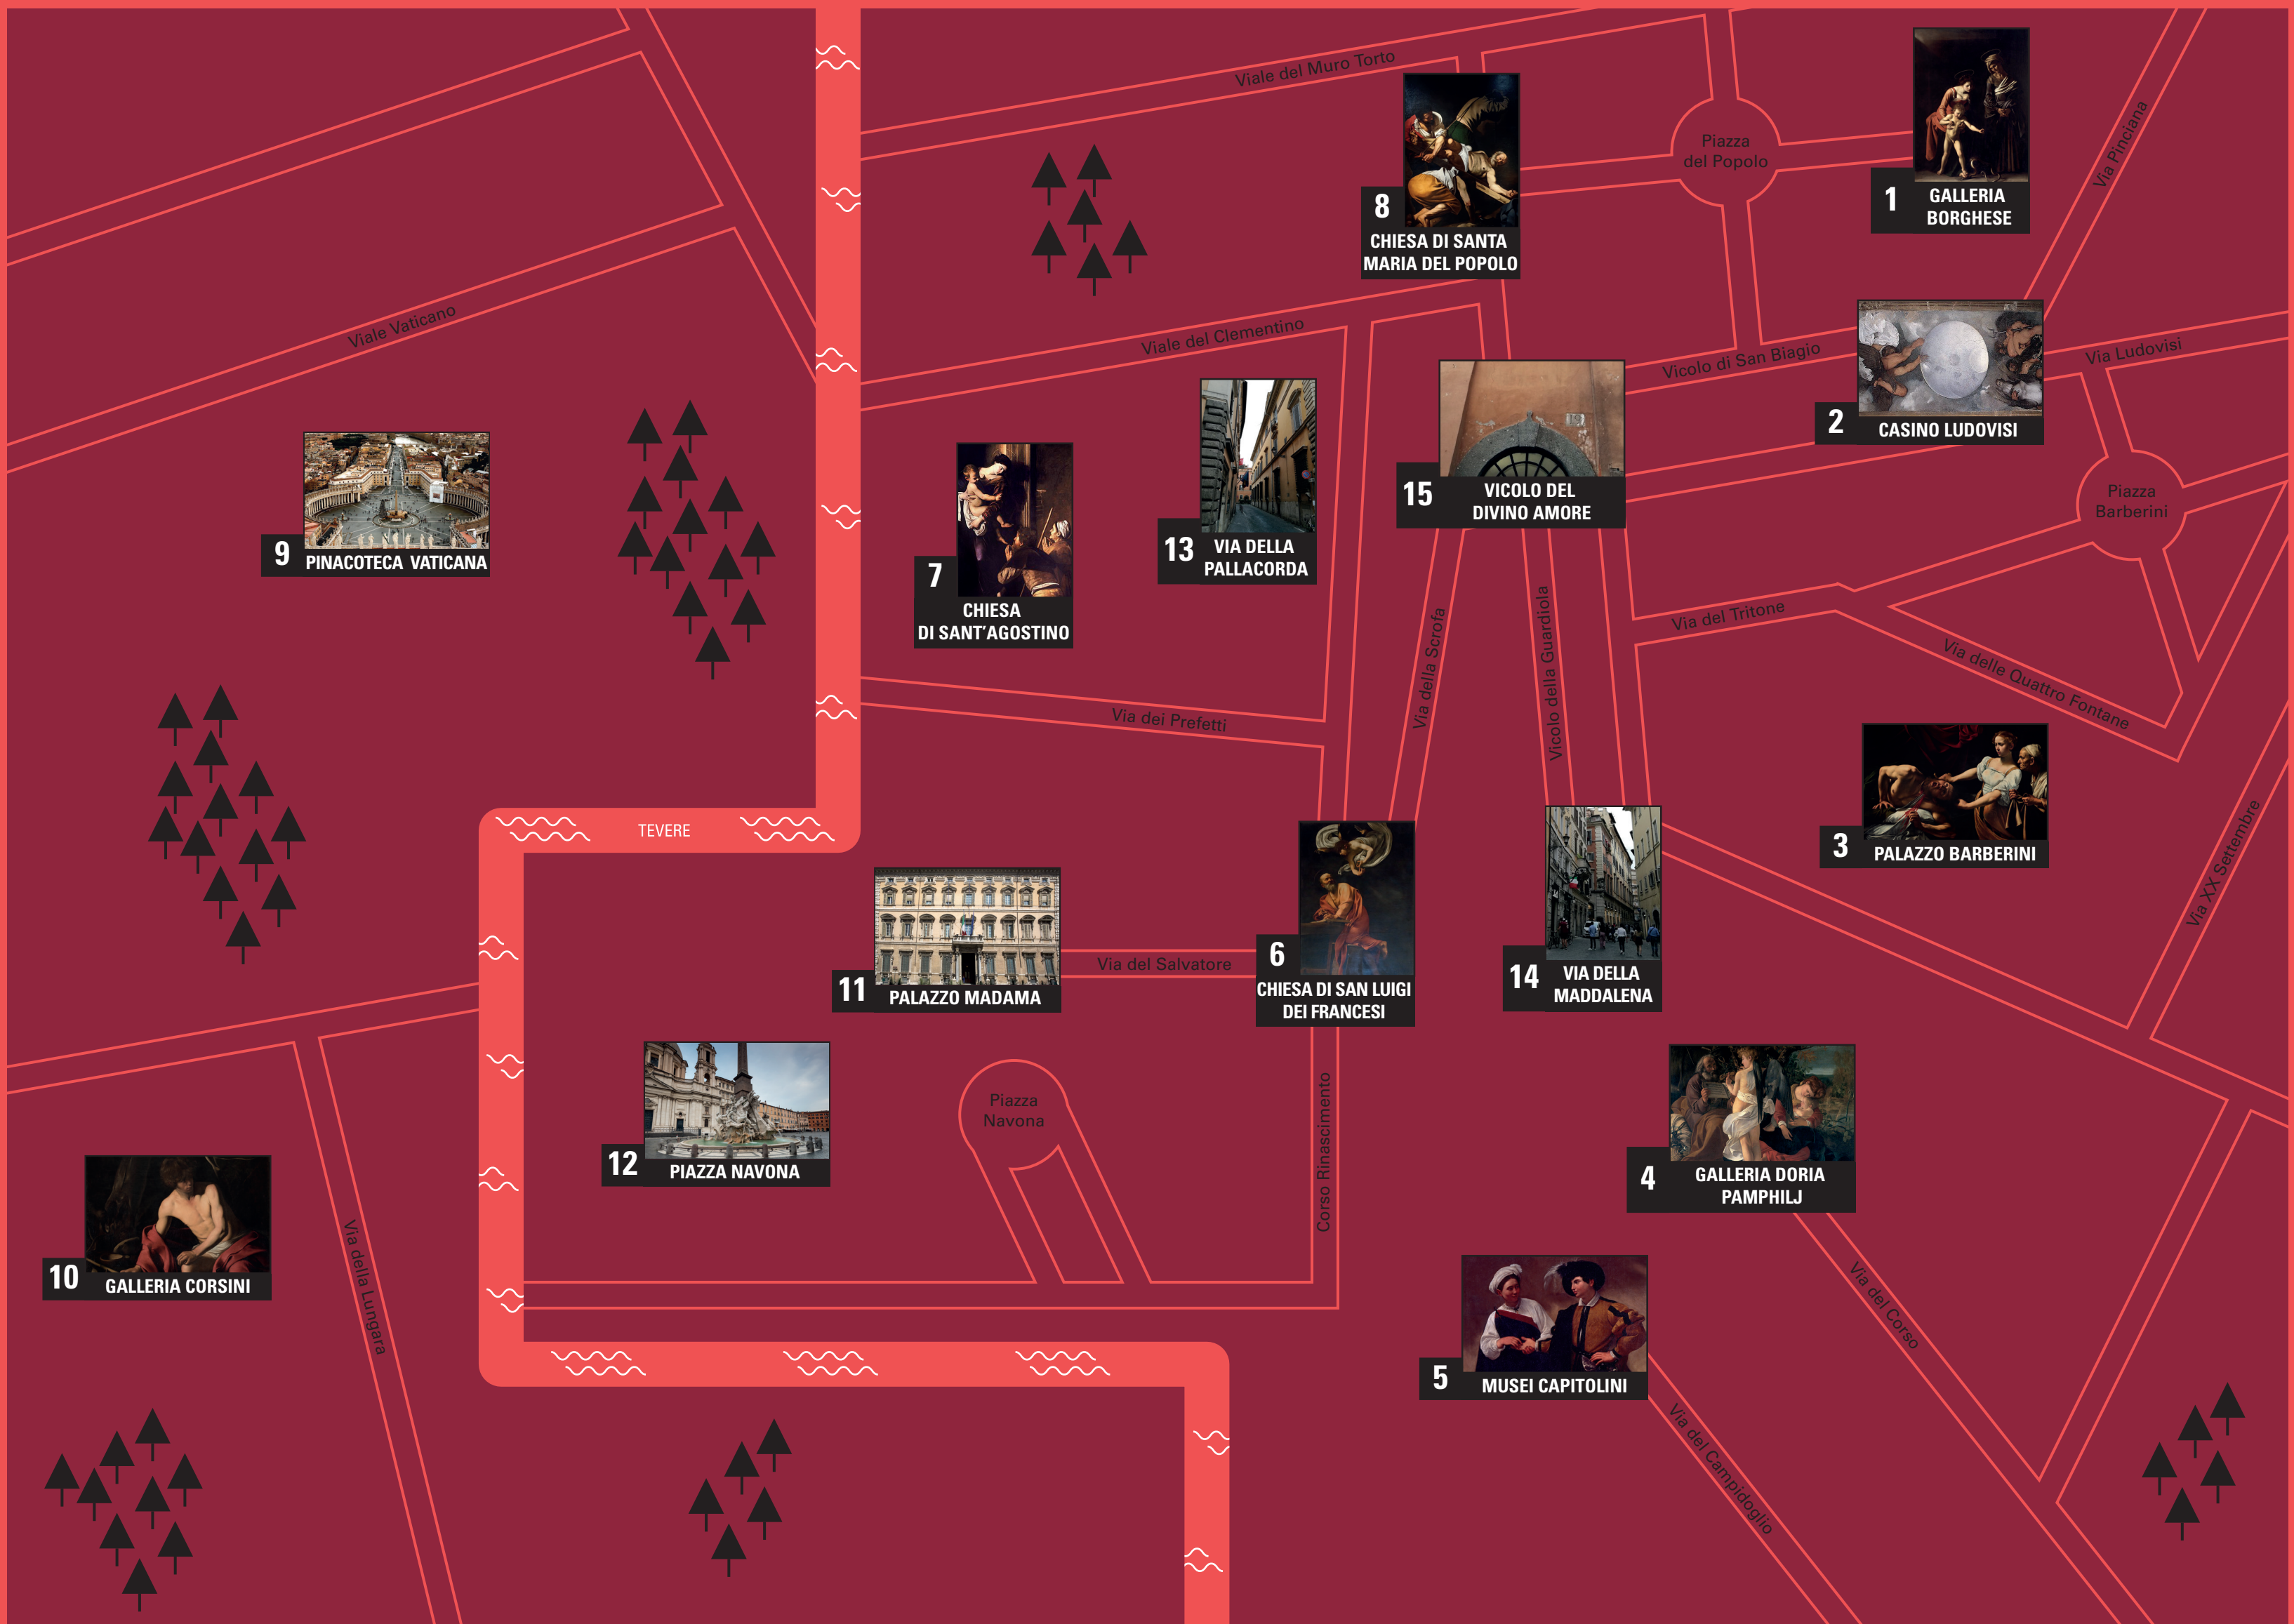 Viale del Muro Torto
Piazza
del Popolo
Via Pinciana
1
GALLERIA
BORGHESE
8
CHIESA DI SANTA
MARIA DEL POPOLO
Viale Vaticano
Viale del Clementino
Vicolo di San Biagio
Via Ludovisi
2
CASINO LUDOVISI
15
VICOLO DEL
DIVINO AMORE
Piazza
Barberini
9
PINACOTECA VATICANA
7
CHIESA
DI SANT'AGOSTINO
13
VIA DELLA
PALLACORDA
Via della Scrofa
Vicolo della Guardiola
Via del Tritone
Via delle Quattro Fontane
Via dei Prefetti
TEVERE
3
PALAZZO BARBERINI
Via XX Settembre
11
PALAZZO MADAMA
Via del Salvatore
6
CHIESA DI SAN LUIGI
DEI FRANCESI
14
VIA DELLA
MADDALENA
12
PIAZZA NAVONA
Piazza
Navona
Corso Rinascimento
4
GALLERIA DORIA
PAMPHILJ
10
GALLERIA CORSINI
Via della Lungara
5
MUSEI CAPITOLINI
Via del Corso
Via del Campidoglio